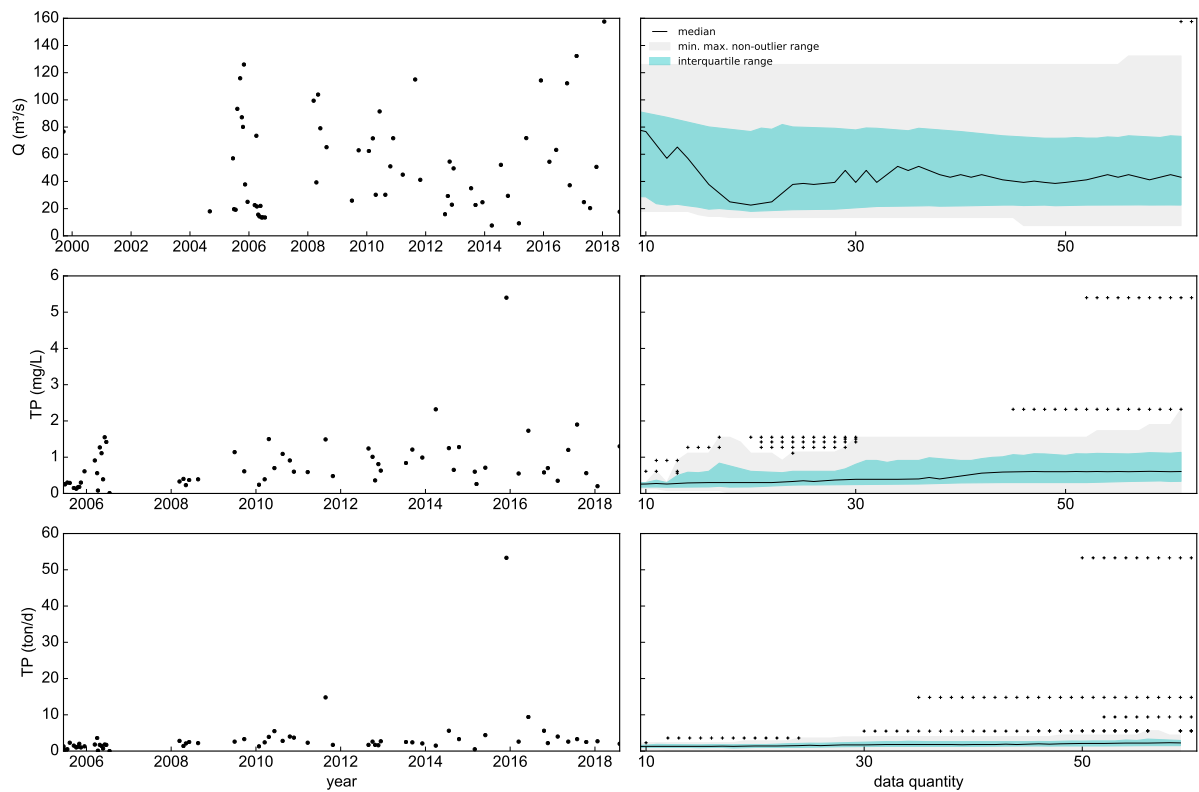 160
140
120
100
80
60
40
20
0
Q (m³/s)
2000 2002 2004 2006 2008 2010 2012 2014 2016 2018
median
min. max. non-outlier range
interquartile range
10 30 50
6
5
4
3
2
1
0
TP (mg/L)
2006 2008 2010 2012 2014 2016 2018
10 30 50
60
50
40
30
20
10
0
TP (ton/d)
2006 2008 2010 2012 2014 2016 2018
year
10 30 50
data quantity